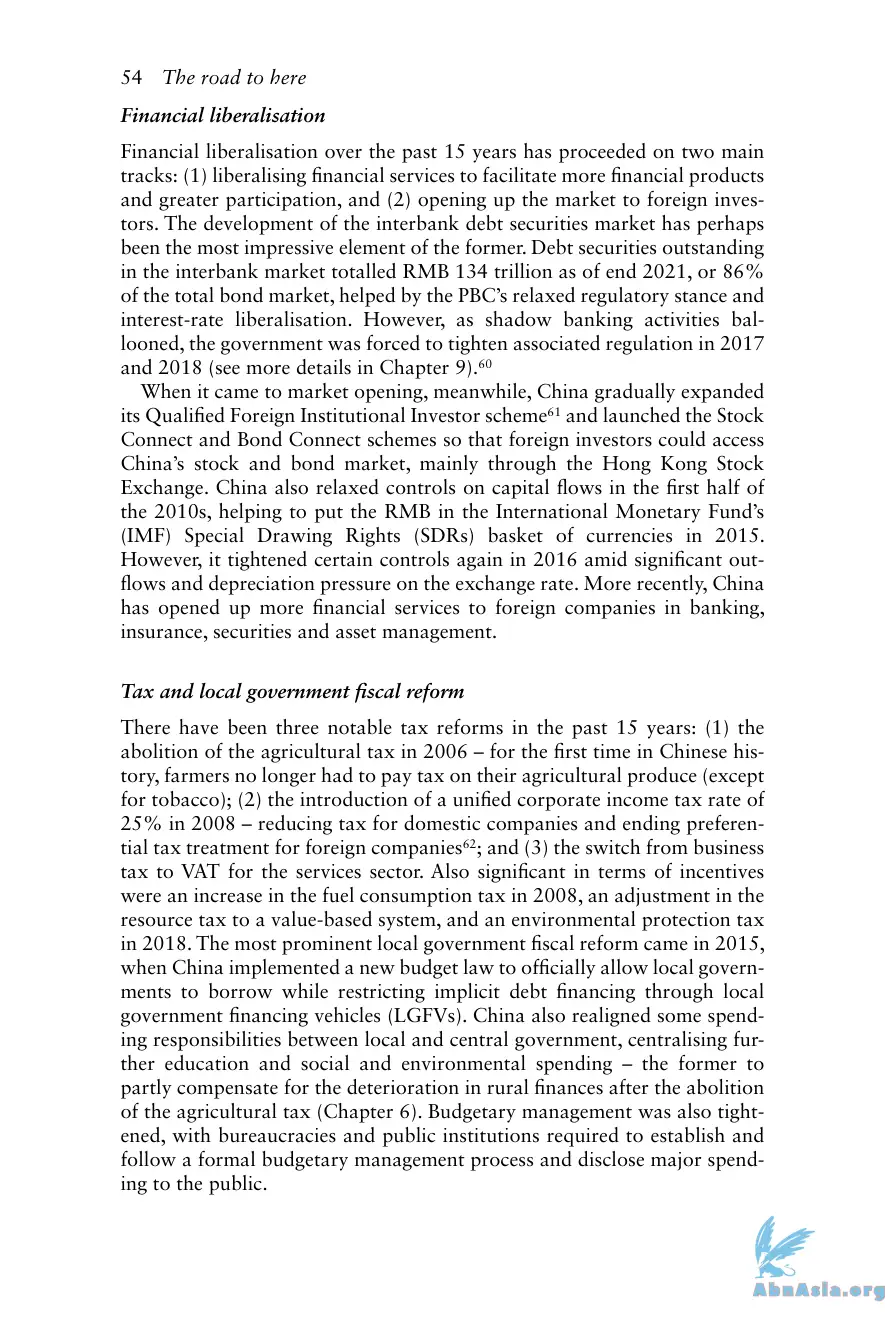 54 The road to here
Financial liberalisation
Financial liberalisation over the past 15 years has proceeded on two main
tracks: (1) liberalising financial services to facilitate more financial products
and greater participation, and (2) opening up the market to foreign inves-
tors. The development of the interbank debt securities market has perhaps
been the most impressive element of the former. Debt securities outstanding
in the interbank market totalled RMB 134 trillion as of end 2021, or 86%
of the total bond market, helped by the PBC’s relaxed regulatory stance and
interest-rate liberalisation. However, as shadow banking activities bal-
looned, the government was forced to tighten associated regulation in 2017
and 2018 (see more details in Chapter 9).⁶⁰
When it came to market opening, meanwhile, China gradually expanded
its Qualified Foreign Institutional Investor scheme⁶¹ and launched the Stock
Connect and Bond Connect schemes so that foreign investors could access
China’s stock and bond market, mainly through the Hong Kong Stock
Exchange. China also relaxed controls on capital flows in the first half of
the 2010s, helping to put the RMB in the International Monetary Fund’s
(IMF) Special Drawing Rights (SDRs) basket of currencies in 2015.
However, it tightened certain controls again in 2016 amid significant out-
flows and depreciation pressure on the exchange rate. More recently, China
has opened up more financial services to foreign companies in banking,
insurance, securities and asset management.
Tax and local government fiscal reform
There have been three notable tax reforms in the past 15 years: (1) the
abolition of the agricultural tax in 2006 – for the first time in Chinese his-
tory, farmers no longer had to pay tax on their agricultural produce (except
for tobacco); (2) the introduction of a unified corporate income tax rate of
25% in 2008 – reducing tax for domestic companies and ending preferen-
tial tax treatment for foreign companies⁶²; and (3) the switch from business
tax to VAT for the services sector. Also significant in terms of incentives
were an increase in the fuel consumption tax in 2008, an adjustment in the
resource tax to a value-based system, and an environmental protection tax
in 2018. The most prominent local government fiscal reform came in 2015,
when China implemented a new budget law to officially allow local govern-
ments to borrow while restricting implicit debt financing through local
government financing vehicles (LGFVs). China also realigned some spend-
ing responsibilities between local and central government, centralising fur-
ther education and social and environmental spending – the former to
partly compensate for the deterioration in rural finances after the abolition
of the agricultural tax (Chapter 6). Budgetary management was also tight-
ened, with bureaucracies and public institutions required to establish and
follow a formal budgetary management process and disclose major spend-
ing to the public.
AbnAsia.org